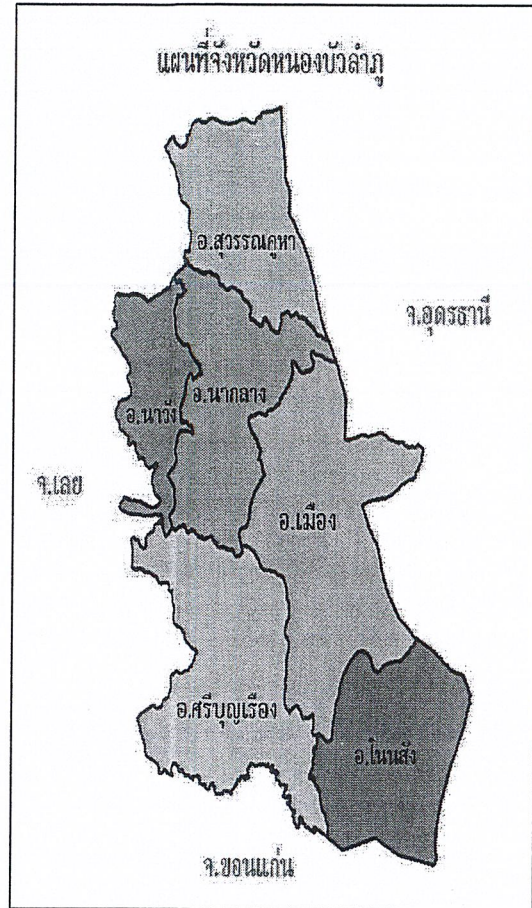 แผนที่จังหวัดหนองบัวลำภู
อ.สุวรรณคูหา
จ.อุดรธานี
อ.นากลาง
อ.นาวัง
จ.เลย
อ.เมือง
อ.ศรีบุญเรือง
อ.โนนสัง
จ.ขอนแก่น